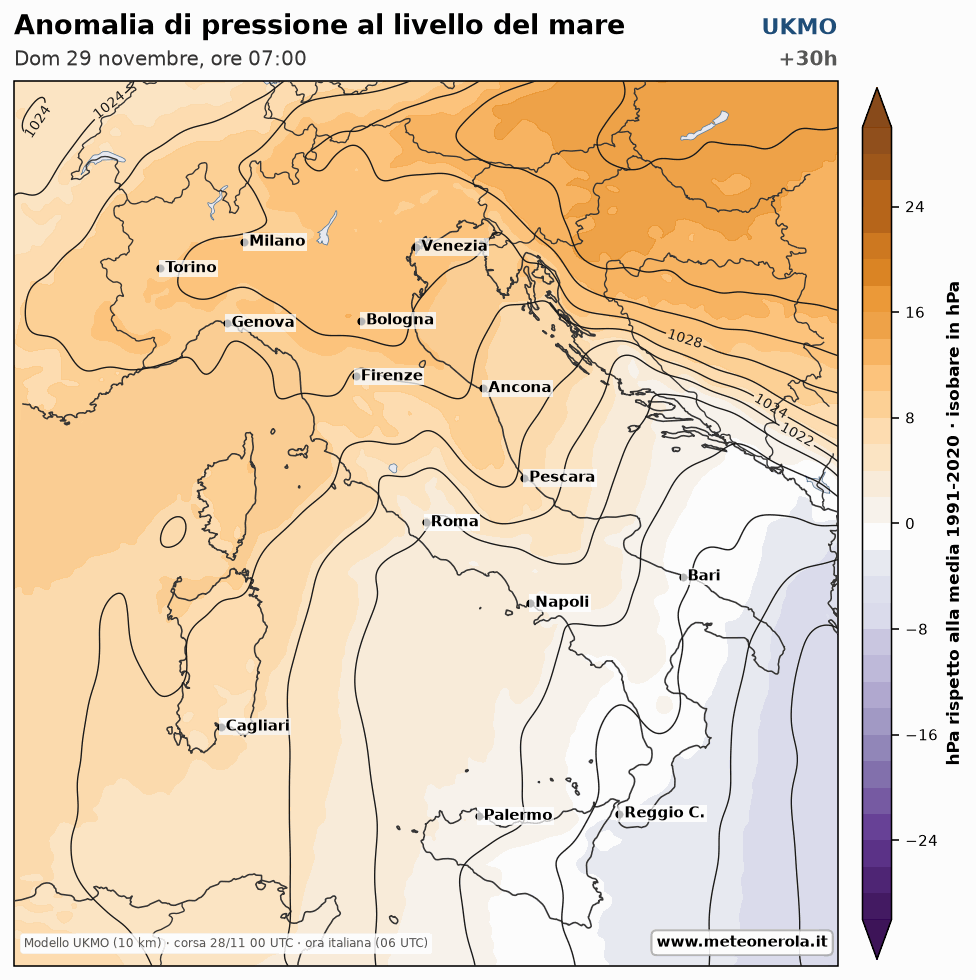 Anomalia di pressione al livello del mare
UKMO
Dom 29 novembre, ore 07:00
+30h
1024
1024
Milano
Venezia
Torino
Genova
Bologna
1028
Firenze
Ancona
1024
1022
Pescara
Roma
Bari
Napoli
Cagliari
Palermo
Reggio C.
Modello UKMO (10 km) · corsa 28/11 00 UTC · ora italiana (06 UTC)
www.meteonerola.it
24
16
8
0
−8
−16
−24
hPa rispetto alla media 1991-2020 · isobare in hPa